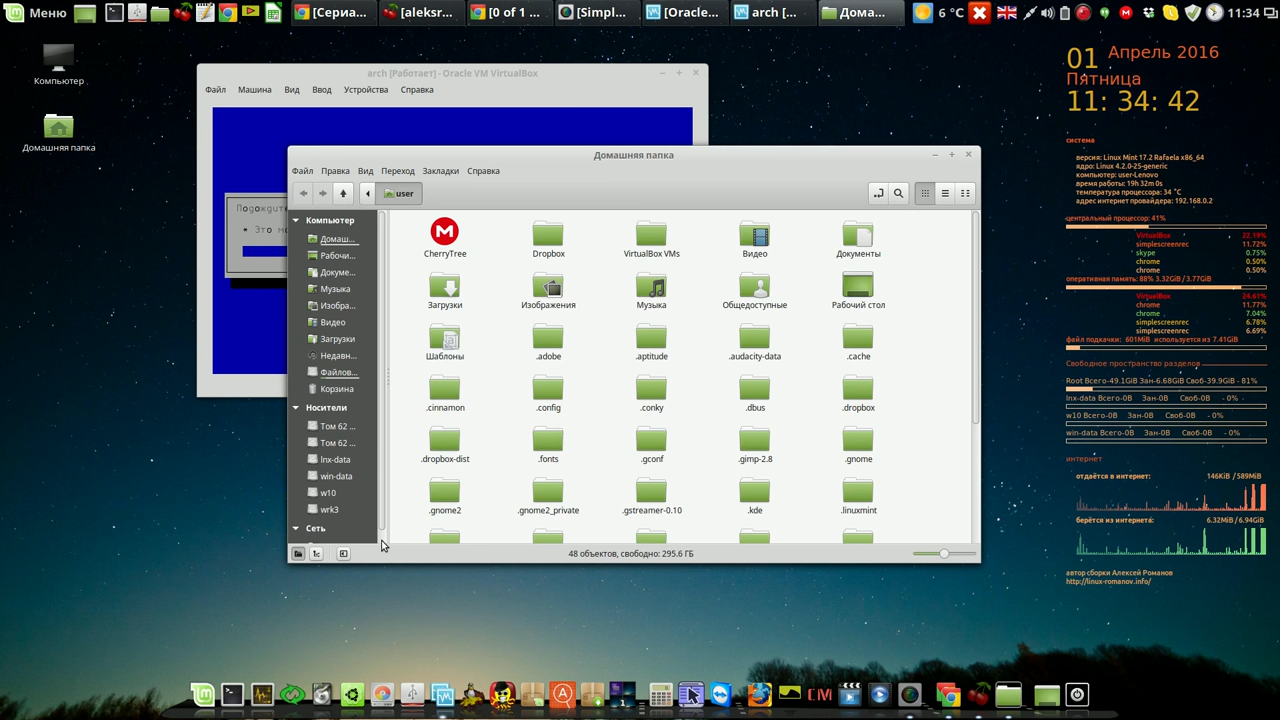 Меню
[Сериа...
[aleks...
[0 of 1 ...
[Simpl...
[Oracle...
arch [...
Дома...
6 °C
11:34
Компьютер
Домашняя папка
arch [Работает] - Oracle VM VirtualBox
Файл Машина Вид Ввод Устройства Справка
Подождите
Домашняя папка
Файл Правка Вид Переход Закладки Справка
user
Компьютер
Домаш...
Рабочи...
Докуме...
Музыка
Изобра...
Видео
Загрузки
Недавн...
Файлов...
Корзина
Носители
Том 62 ...
Том 62 ...
lnx-data
win-data
w10
wrk3
Сеть
CherryTree Dropbox VirtualBox VMs Видео Документы
Загрузки Изображения Музыка Общедоступные Рабочий стол
Шаблоны .adobe .aptitude .audacity-data .cache
.cinnamon .config .conky .dbus .dropbox
.dropbox-dist .fonts .gconf .gimp-2.8 .gnome
.gnome2 .gnome2_private .gstreamer-0.10 .kde .linuxmint
48 объектов, свободно: 295.6 ГБ
01 Апрель 2016
Пятница
11: 34: 42
система
версия: Linux Mint 17.2 Rafaela x86_64
ядро: Linux 4.2.0-25-generic
компьютер: user-Lenovo
время работы: 19h 32m 0s
температура процессора: 34 °C
адрес интернет провайдера: 192.168.0.2
центральный процессор: 41%
VirtualBox 22.19%
simplescreenrec 11.72%
skype 0.75%
chrome 0.50%
chrome 0.50%
оперативная память: 88% 3.32GiB / 3.77GiB
VirtualBox 24.61%
chrome 11.77%
chrome 7.04%
simplescreenrec 6.78%
simplescreenrec 6.69%
файл подкачки: 601MiB используется из 7.41GiB
Свободное пространство разделов
Root Всего-49.1GiB Зан-6.68GiB Своб-39.9GiB - 81%
lnx-data Всего-0B Зан-0B Своб-0B - 0% -
w10 Всего-0B Зан-0B Своб-0B - 0%
win-data Всего-0B Зан-0B Своб-0B - 0%
интернет
отдаётся в интернет: 146KiB / 589MiB
берётся из интернета: 6.32MiB / 6.94GiB
автор сборки Алексей Романов
http://linux-romanov.info/